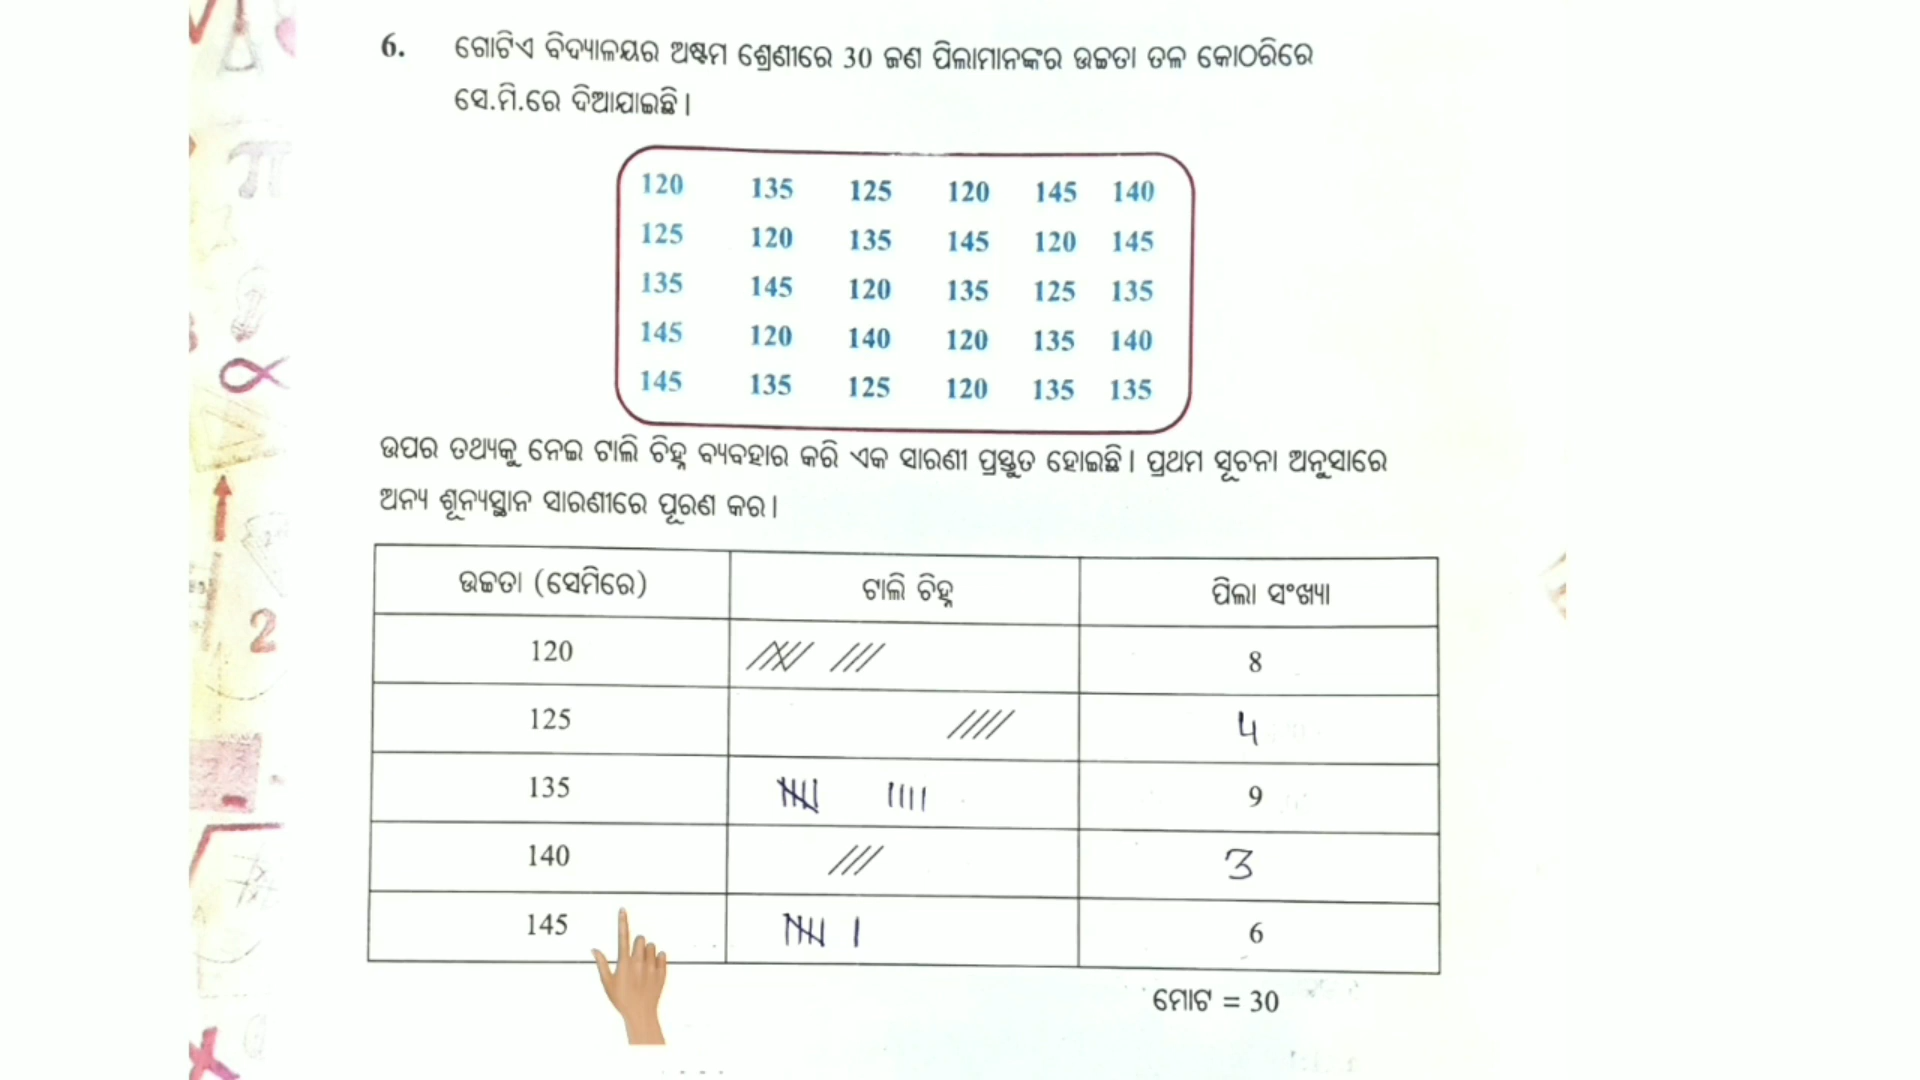 6. ଗୋଟିଏ ବିଦ୍ୟାଳୟର ଅଷ୍ଟମ ଶ୍ରେଣୀରେ 30 ଜଣ ପିଲାମାନଙ୍କର ଉଚ୍ଚତା ତଳ କୋଠରିରେ
ସେ.ମି.ରେ ଦିଆଯାଇଛି।
120 135 125 120 145 140
125 120 135 145 120 145
135 145 120 135 125 135
145 120 140 120 135 140
145 135 125 120 135 135
ଉପର ତଥ୍ୟକୁ ନେଇ ଟାଲି ଚିହ୍ନ ବ୍ୟବହାର କରି ଏକ ସାରଣୀ ପ୍ରସ୍ତୁତ ହୋଇଛି। ପ୍ରଥମ ସୂଚନା ଅନୁସାରେ
ଅନ୍ୟ ଶୂନ୍ୟସ୍ଥାନ ସାରଣୀରେ ପୂରଣ କର।
ଉଚ୍ଚତା (ସେମିରେ) ଟାଲି ଚିହ୍ନ ପିଲା ସଂଖ୍ୟା
120 8
125 4
135 9
140 3
145 6
ମୋଟ = 30